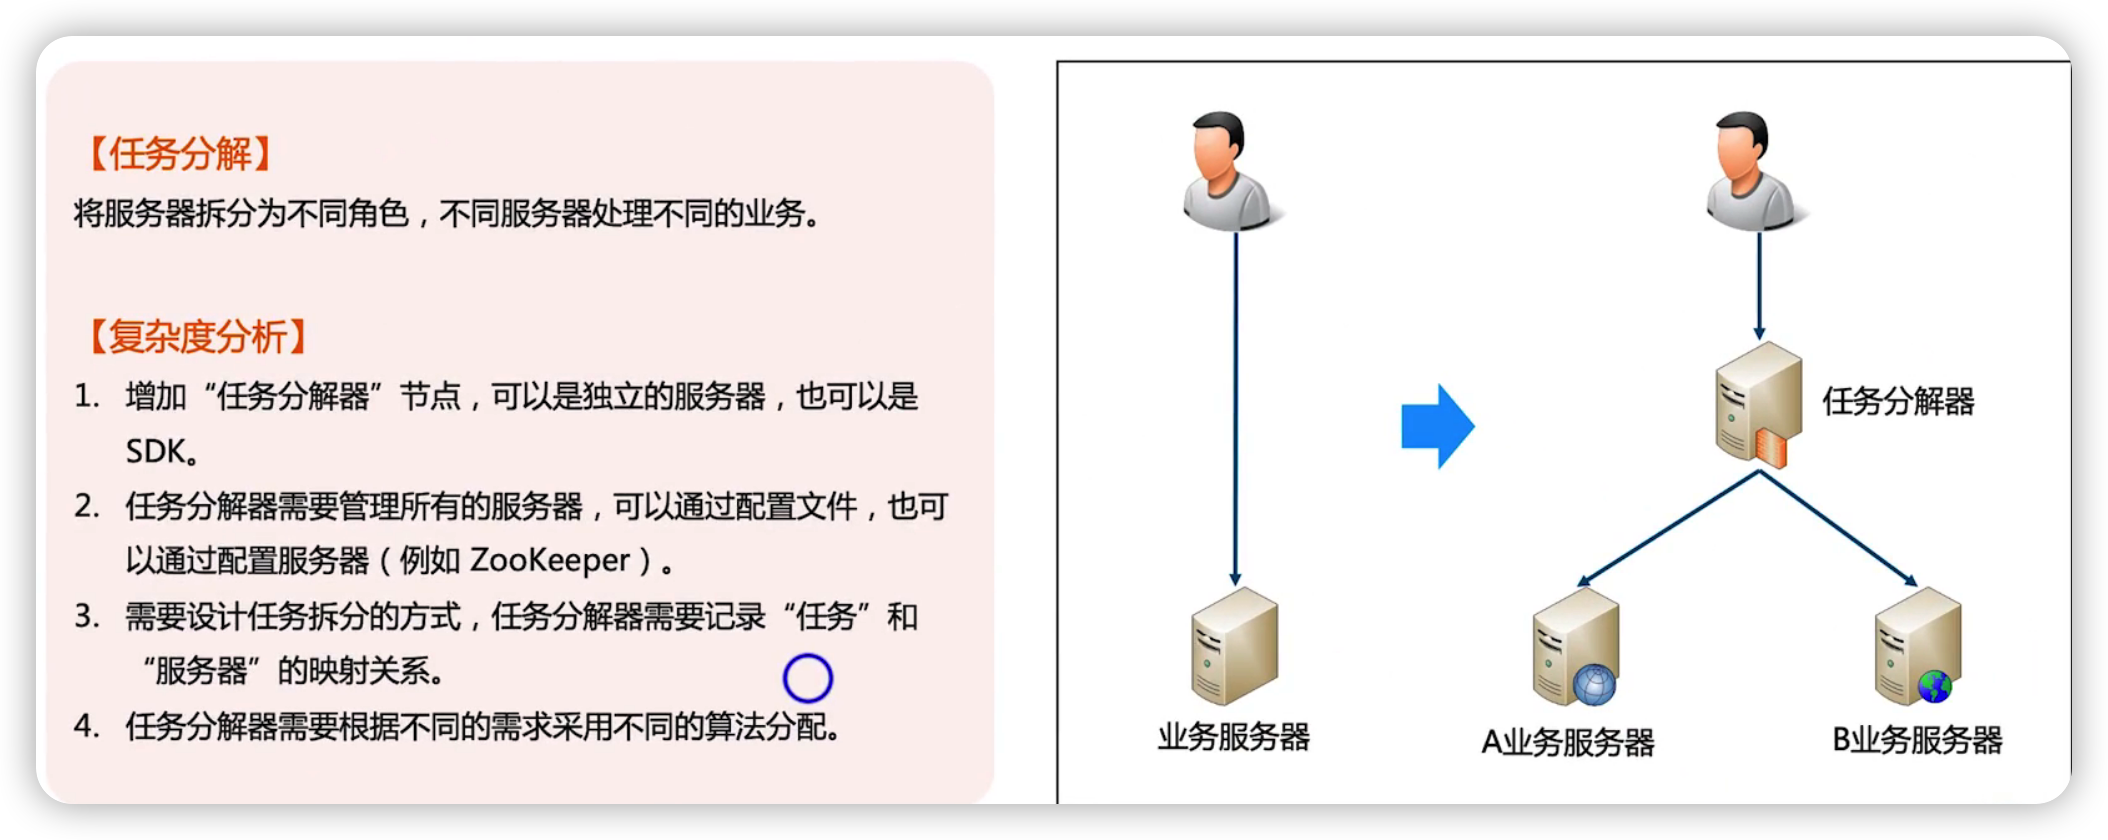 【任务分解】
将服务器拆分为不同角色，不同服务器处理不同的业务。
【复杂度分析】
1. 增加“任务分解器”节点，可以是独立的服务器，也可以是
SDK。
2. 任务分解器需要管理所有的服务器，可以通过配置文件，也可
以通过配置服务器（例如 ZooKeeper）。
3. 需要设计任务拆分的方式，任务分解器需要记录“任务”和
“服务器”的映射关系。
4. 任务分解器需要根据不同的需求采用不同的算法分配。
任务分解器
业务服务器
A业务服务器
B业务服务器